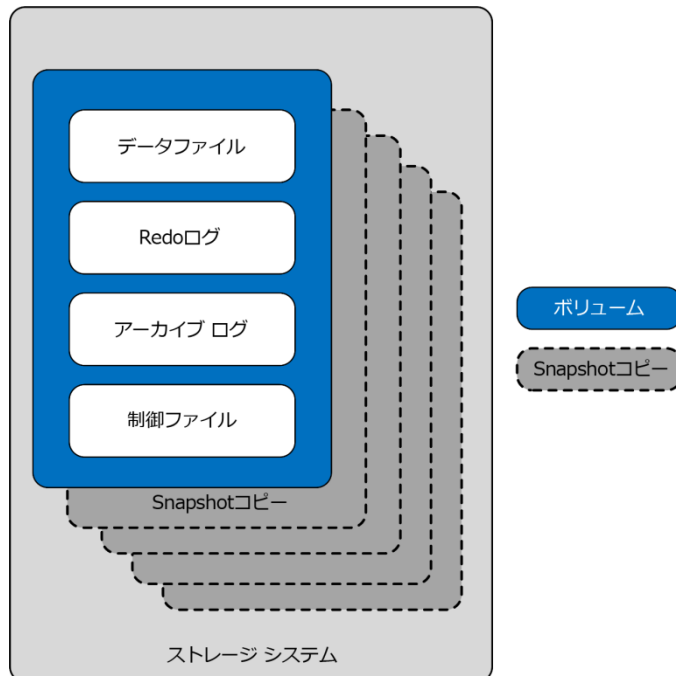 データファイル
Redoログ
アーカイブ ログ
制御ファイル
Snapshotコピー
ストレージ システム
ボリューム
Snapshotコピー